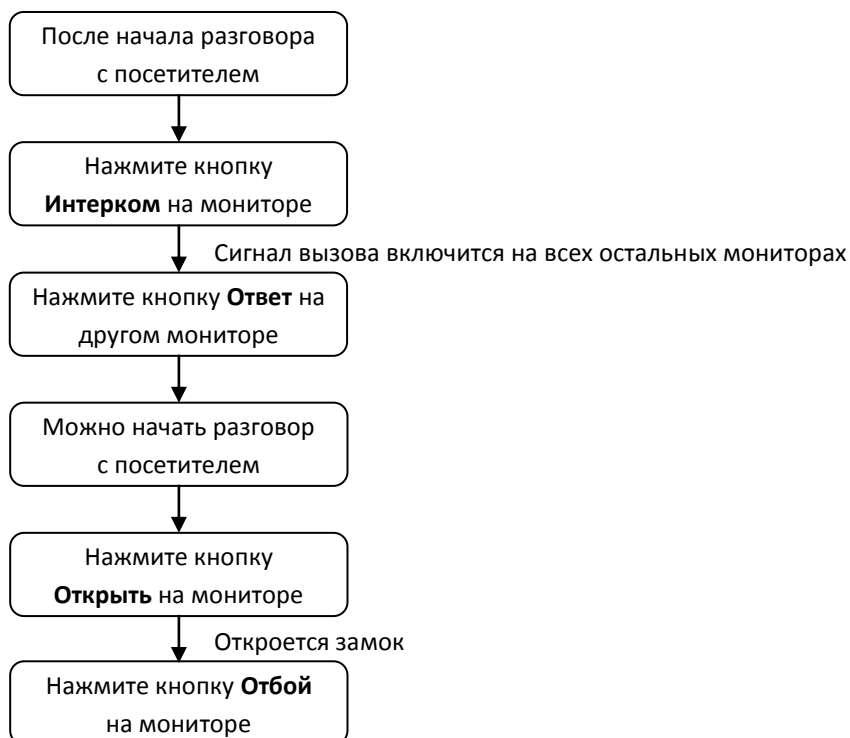 После начала разговора
с посетителем
Нажмите кнопку
Интерком на мониторе
Сигнал вызова включится на всех остальных мониторах
Нажмите кнопку Ответ на
другом мониторе
Можно начать разговор
с посетителем
Нажмите кнопку
Открыть на мониторе
Откроется замок
Нажмите кнопку Отбой
на мониторе